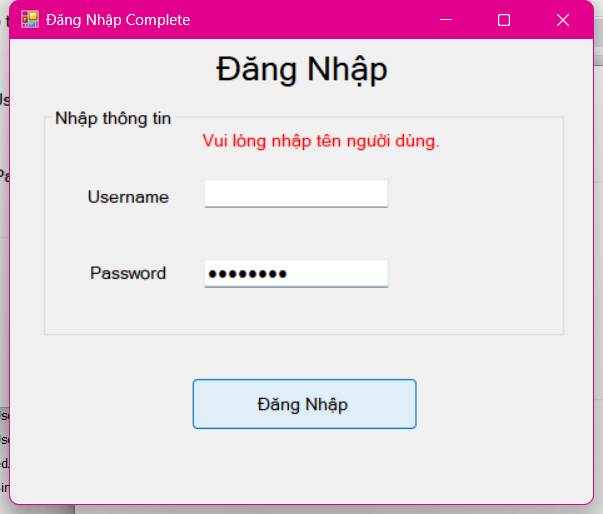 Đăng Nhập Complete
Đăng Nhập
Nhập thông tin
Vui lòng nhập tên người dùng.
Username
Password
●●●●●●●●
Đăng Nhập